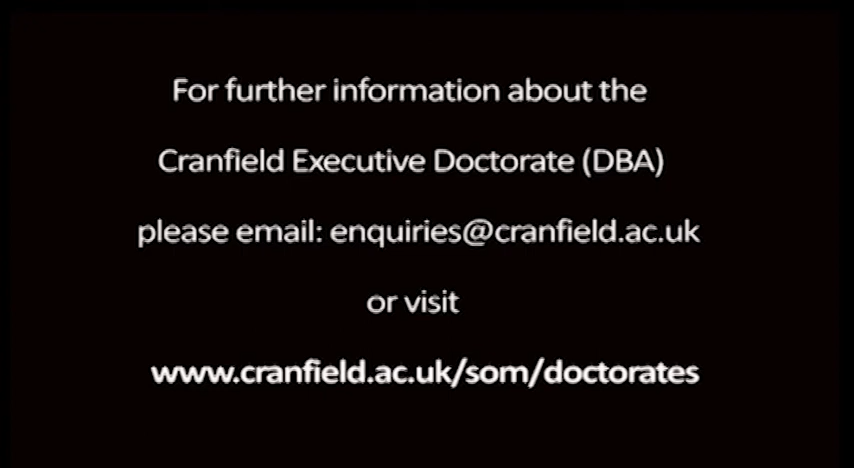 For further information about the
Cranfield Executive Doctorate (DBA)
please email: enquiries@cranfield.ac.uk
or visit
www.cranfield.ac.uk/som/doctorates